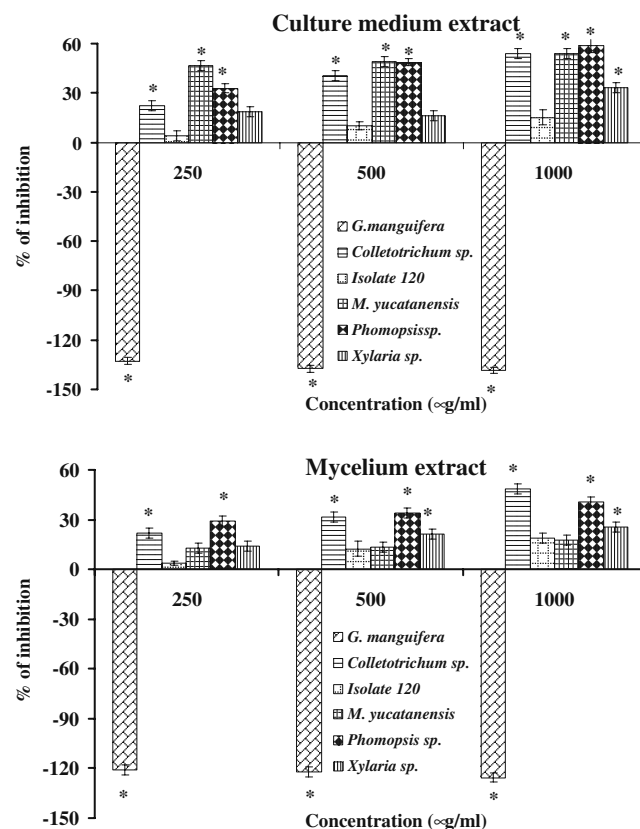 Culture medium extract
60
30
0
-30
-60
-90
-120
-150
% of inhibition
* * * * * * * * * * * *
250 500 1000
* * *
G.manguifera
Colletotrichum sp.
Isolate 120
M. yucatanensis
Phomopsissp.
Xylaria sp.
Concentration (∝g/ml)
Mycelium extract
60
30
0
-30
-60
-90
-120
-150
% of inhibition
* * * * * * * *
250 500 1000
* * *
G. manguifera
Colletotrichum sp.
Isolate 120
M. yucatanensis
Phomopsis sp.
Xylaria sp.
Concentration (∝g/ml)